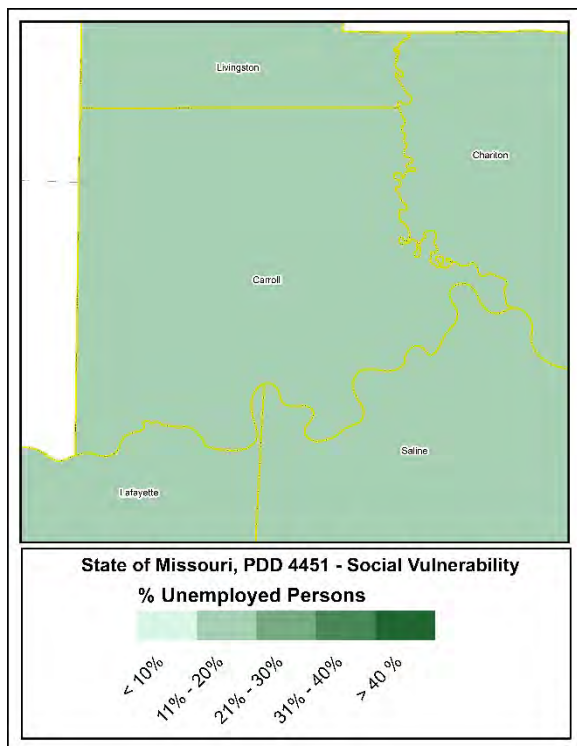 Livingston
Chariton
Carroll
Saline
Lafayette
State of Missouri, PDD 4451 - Social Vulnerability
% Unemployed Persons
< 10%
11% - 20%
21% - 30%
31% - 40%
> 40 %